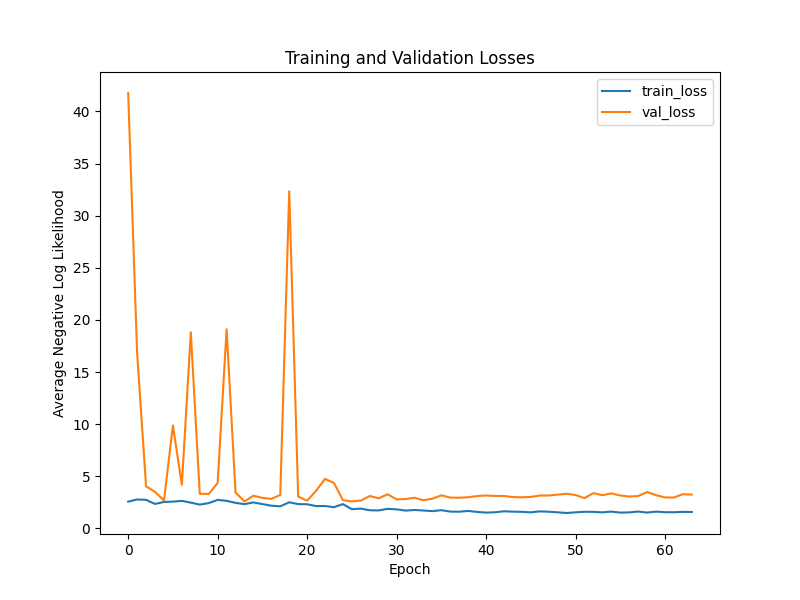 Training and Validation Losses
train_loss
val_loss
Average Negative Log Likelihood
40
35
30
25
20
15
10
5
0
0 10 20 30 40 50 60
Epoch